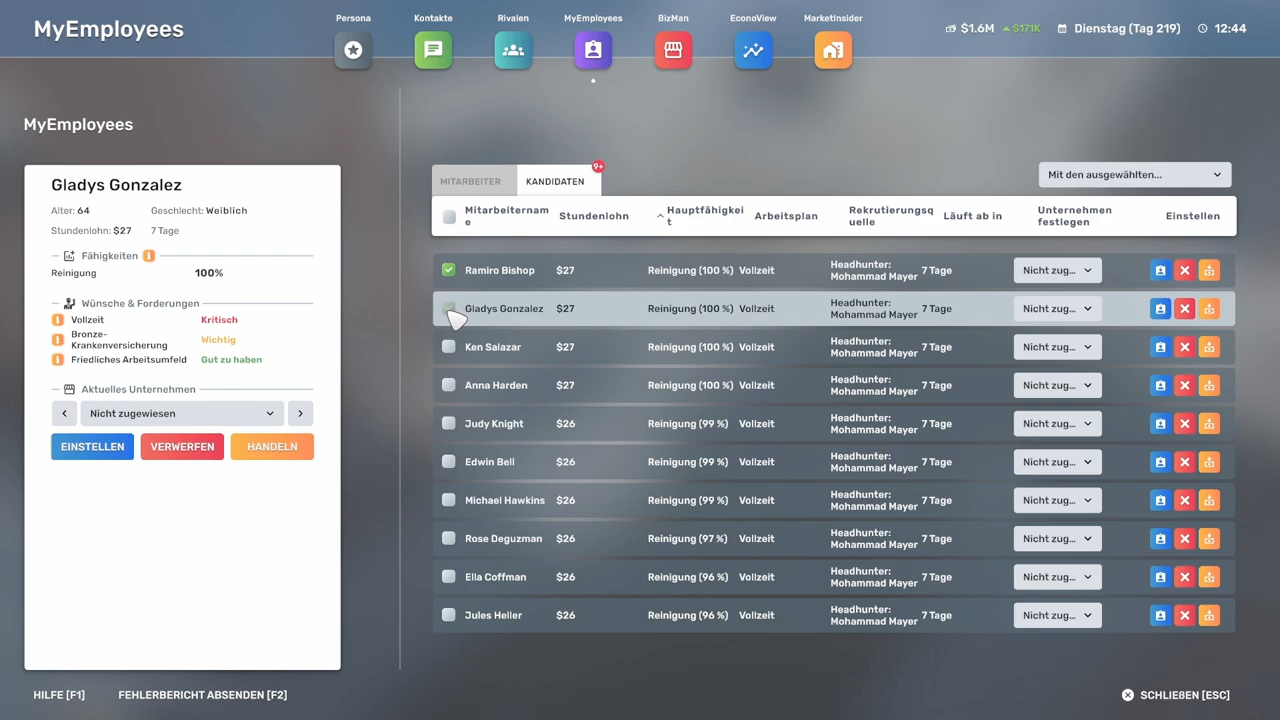 MyEmployees
Persona
Kontakte
Rivalen
MyEmployees
BizMan
EconoView
MarketInsider
$1.6M
$171K
Dienstag (Tag 219)
12:44
MyEmployees
Gladys Gonzalez
Alter: 64
Geschlecht: Weiblich
Stundenlohn: $27
7 Tage
Fähigkeiten
Reinigung 100%
Wünsche & Forderungen
Vollzeit Kritisch
Bronze-
Krankenversicherung Wichtig
Friedliches Arbeitsumfeld Gut zu haben
Aktuelles Unternehmen
Nicht zugewiesen
EINSTELLEN VERWERFEN HANDELN
MITARBEITER
KANDIDATEN
9+
Mit den ausgewählten...
Mitarbeiternam
e
Stundenlohn
Hauptfähigkei
t
Arbeitsplan
Rekrutierungsq
uelle
Läuft ab in
Unternehmen
festlegen
Einstellen
Ramiro Bishop $27 Reinigung (100 %) Vollzeit Headhunter:
Mohammad Mayer 7 Tage Nicht zug...
Gladys Gonzalez $27 Reinigung (100 %) Vollzeit Headhunter:
Mohammad Mayer 7 Tage Nicht zug...
Ken Salazar $27 Reinigung (100 %) Vollzeit Headhunter:
Mohammad Mayer 7 Tage Nicht zug...
Anna Harden $27 Reinigung (100 %) Vollzeit Headhunter:
Mohammad Mayer 7 Tage Nicht zug...
Judy Knight $26 Reinigung (99 %) Vollzeit Headhunter:
Mohammad Mayer 7 Tage Nicht zug...
Edwin Bell $26 Reinigung (99 %) Vollzeit Headhunter:
Mohammad Mayer 7 Tage Nicht zug...
Michael Hawkins $26 Reinigung (99 %) Vollzeit Headhunter:
Mohammad Mayer 7 Tage Nicht zug...
Rose Deguzman $26 Reinigung (97 %) Vollzeit Headhunter:
Mohammad Mayer 7 Tage Nicht zug...
Ella Coffman $26 Reinigung (96 %) Vollzeit Headhunter:
Mohammad Mayer 7 Tage Nicht zug...
Jules Heller $26 Reinigung (96 %) Vollzeit Headhunter:
Mohammad Mayer 7 Tage Nicht zug...
HILFE [F1]
FEHLERBERICHT ABSENDEN [F2]
SCHLIEßEN [ESC]